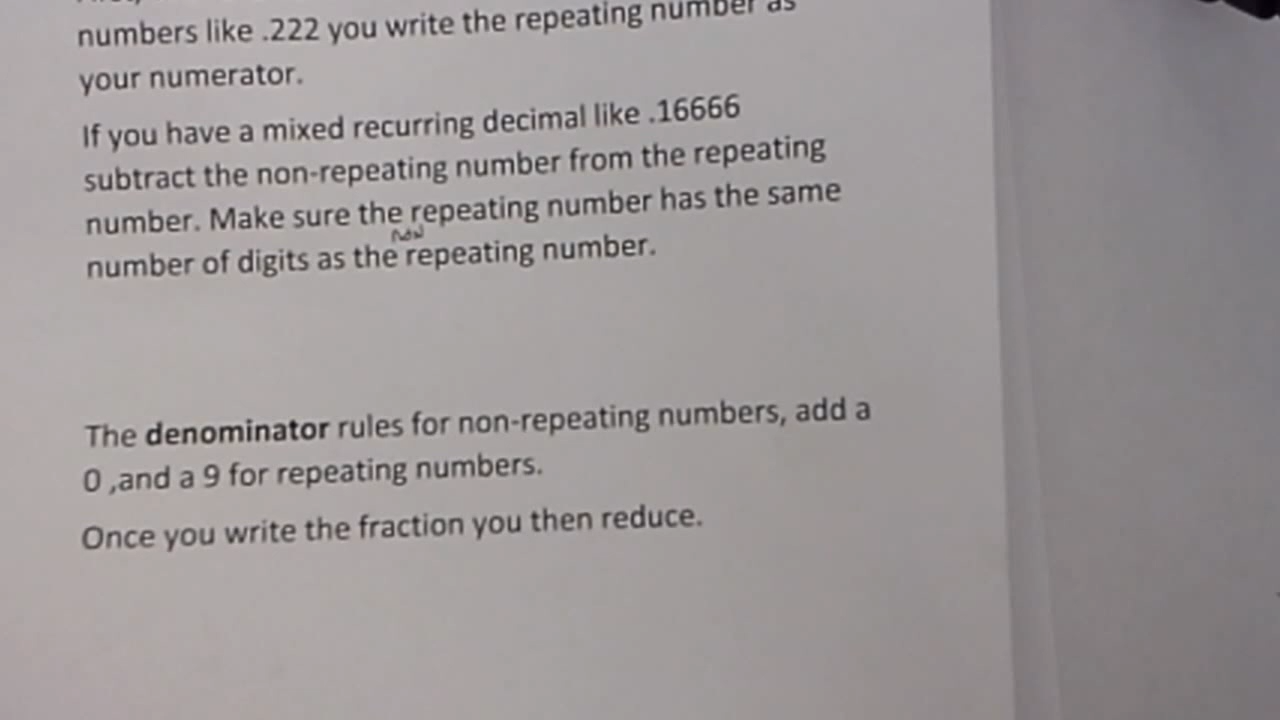 numbers like .222 you write the repeating number as
your numerator.
If you have a mixed recurring decimal like .16666
subtract the non-repeating number from the repeating
number. Make sure the repeating number has the same
non
number of digits as the repeating number.
The denominator rules for non-repeating numbers, add a
0 ,and a 9 for repeating numbers.
Once you write the fraction you then reduce.